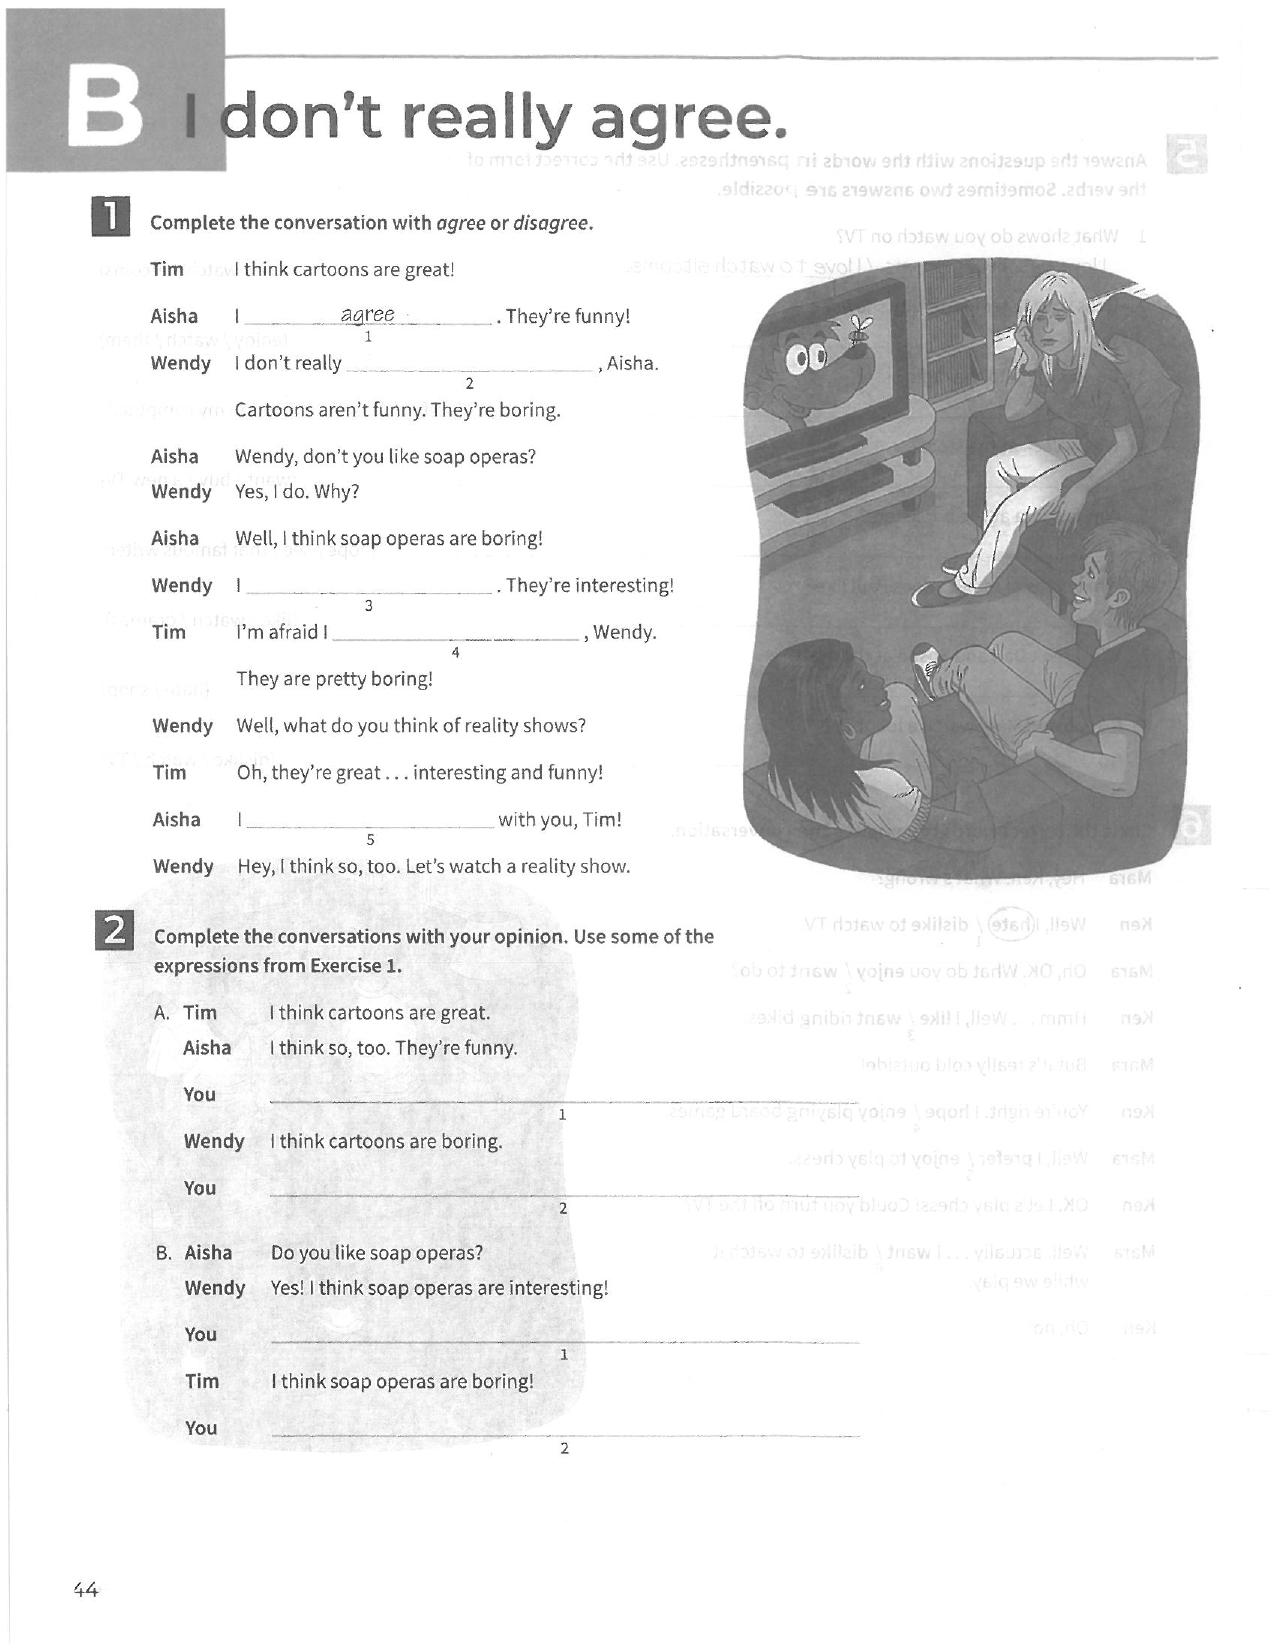 B I don't really agree.
1 Complete the conversation with agree or disagree.
Tim I think cartoons are great!
Aisha I agree . They're funny!
1
Wendy I don't really ____________ , Aisha.
2
Cartoons aren't funny. They're boring.
Aisha Wendy, don't you like soap operas?
Wendy Yes, I do. Why?
Aisha Well, I think soap operas are boring!
Wendy I ____________ . They're interesting!
3
Tim I'm afraid I ____________ , Wendy.
4
They are pretty boring!
Wendy Well, what do you think of reality shows?
Tim Oh, they're great . . . interesting and funny!
Aisha I ____________ with you, Tim!
5
Wendy Hey, I think so, too. Let's watch a reality show.
2 Complete the conversations with your opinion. Use some of the
expressions from Exercise 1.
A. Tim I think cartoons are great.
Aisha I think so, too. They're funny.
You ____________
1
Wendy I think cartoons are boring.
You ____________
2
B. Aisha Do you like soap operas?
Wendy Yes! I think soap operas are interesting!
You ____________
1
Tim I think soap operas are boring!
You ____________
2
44